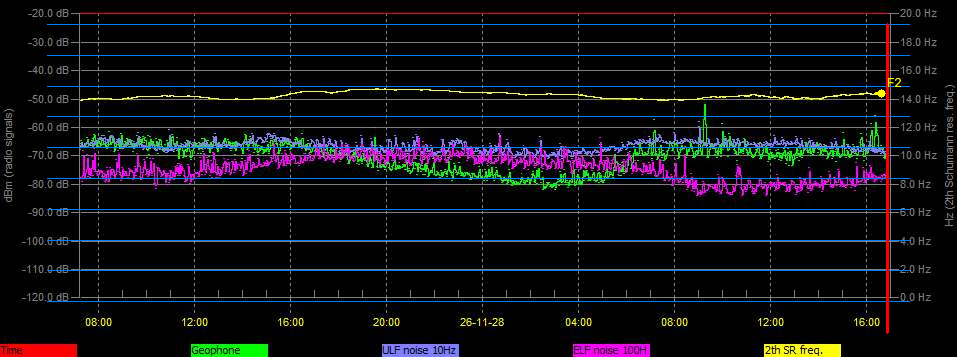 -20.0 dB 20.0 Hz
-30.0 dB 18.0 Hz
-40.0 dB 16.0 Hz
F2
-50.0 dB 14.0 Hz
-60.0 dB 12.0 Hz
-70.0 dB 10.0 Hz
-80.0 dB 8.0 Hz
-90.0 dB 6.0 Hz
-100.0 dB 4.0 Hz
-110.0 dB 2.0 Hz
-120.0 dB 0.0 Hz
dBm (radio signals)
Hz (2th Schumann res. freq.)
08:00 12:00 16:00 20:00 26-11-28 04:00 08:00 12:00 16:00
Time Geophone ULF noise 10Hz ELF noise 100H 2th SR freq.